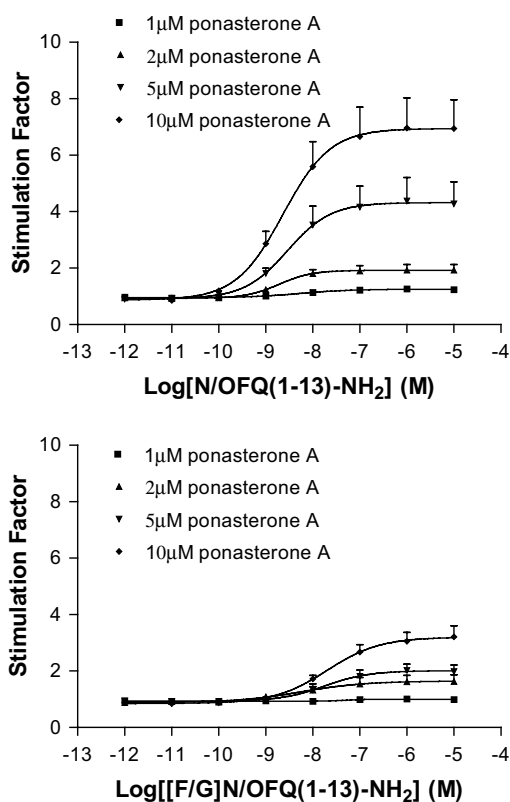 1μM ponasterone A
2μM ponasterone A
5μM ponasterone A
10μM ponasterone A
Stimulation Factor
10
8
6
4
2
0
-13 -12 -11 -10 -9 -8 -7 -6 -5 -4
Log[N/OFQ(1-13)-NH₂] (M)
1μM ponasterone A
2μM ponasterone A
5μM ponasterone A
10μM ponasterone A
Stimulation Factor
10
8
6
4
2
0
-13 -12 -11 -10 -9 -8 -7 -6 -5 -4
Log[[F/G]N/OFQ(1-13)-NH₂] (M)